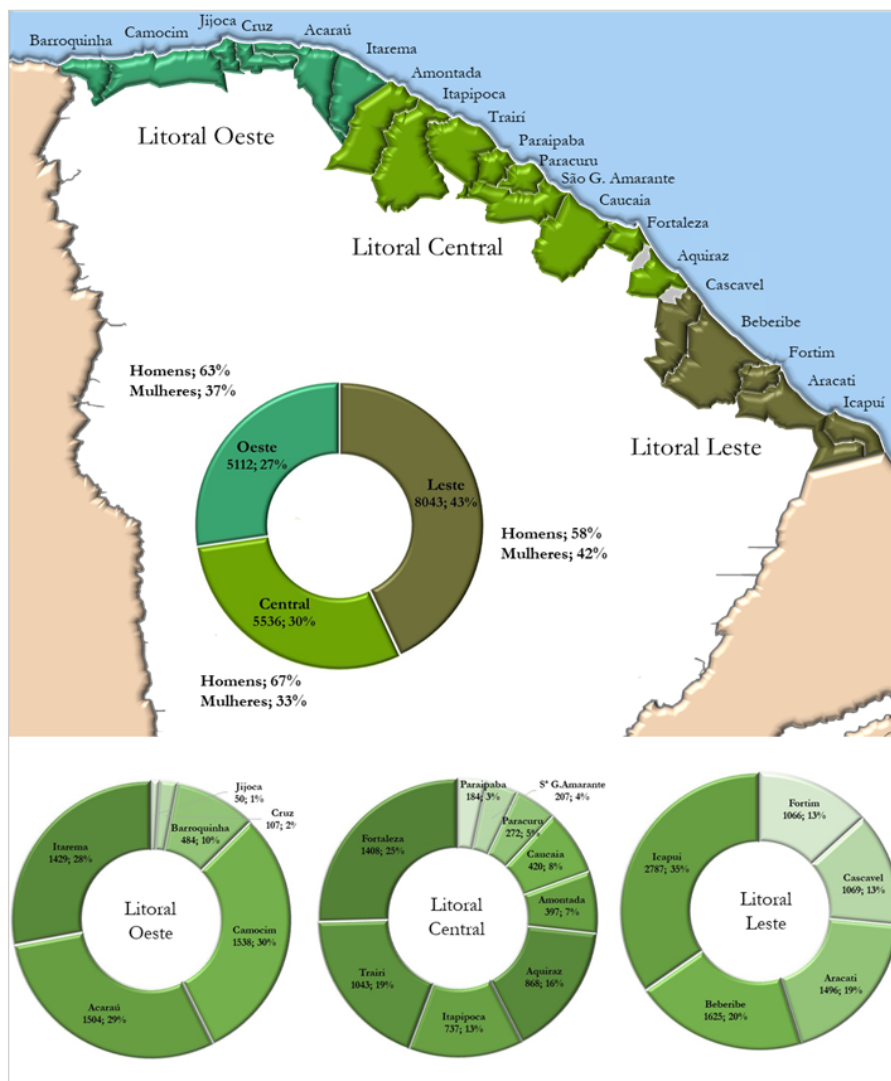 Barroquinha
Camocim
Jijoca
Cruz
Acaraú
Itarema
Amontada
Itapipoca
Trairí
Paraipaba
Paracuru
São G. Amarante
Caucaia
Fortaleza
Aquiraz
Cascavel
Beberibe
Fortim
Aracati
Icapuí
Litoral Oeste
Litoral Central
Litoral Leste
Homens; 63%
Mulheres; 37%
Oeste
5112; 27%
Leste
8043; 43%
Homens; 58%
Mulheres; 42%
Central
5536; 30%
Homens; 67%
Mulheres; 33%
Jijoca
50; 1%
Cruz
107; 2%
Barroquinha
484; 10%
Itarema
1429; 28%
Camocim
1538; 30%
Acaraú
1504; 29%
Litoral
Oeste
Paraipaba
184; 3%
Sº G.Amarante
207; 4%
Paracuru
272; 5%
Fortaleza
1408; 25%
Caucaia
420; 8%
Amontada
397; 7%
Trairi
1043; 19%
Aquiraz
868; 16%
Itapipoca
737; 13%
Litoral
Central
Fortim
1066; 13%
Icapui
2787; 35%
Cascavel
1069; 13%
Aracati
1496; 19%
Beberibe
1625; 20%
Litoral
Leste